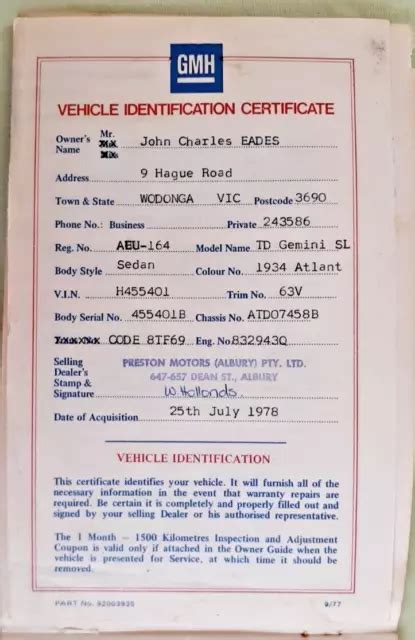 GMH
VEHICLE IDENTIFICATION CERTIFICATE
Owner's Name Mr. John Charles EADES
Address 9 Hague Road
Town & State WODONGA VIC Postcode 3690
Phone No.: Business Private 243586
Reg. No. AEU-164 Model Name TD Gemini SL
Body Style Sedan Colour No. 1934 Atlant
V.I.N. H455401 Trim No. 63V
Body Serial No. 455401B Chassis No. ATD07458B
CODE 8TF69 Eng. No 832943Q
Selling
Dealer's
Stamp &
Signature
PRESTON MOTORS (ALBURY) PTY. LTD.
647-657 DEAN ST., ALBURY
W. Hollonds.
Date of Acquisition 25th July 1978
VEHICLE IDENTIFICATION
This certificate identifies your vehicle. It will furnish all of the
necessary information in the event that warranty repairs are
required. Be certain it is completely and properly filled out and
signed by your selling Dealer or his authorised representative.
The 1 Month — 1500 Kilometres Inspection and Adjustment
Coupon is valid only if attached in the Owner Guide when the
vehicle is presented for Service, at which time it should be
removed.
PART No. 92003935 9/77